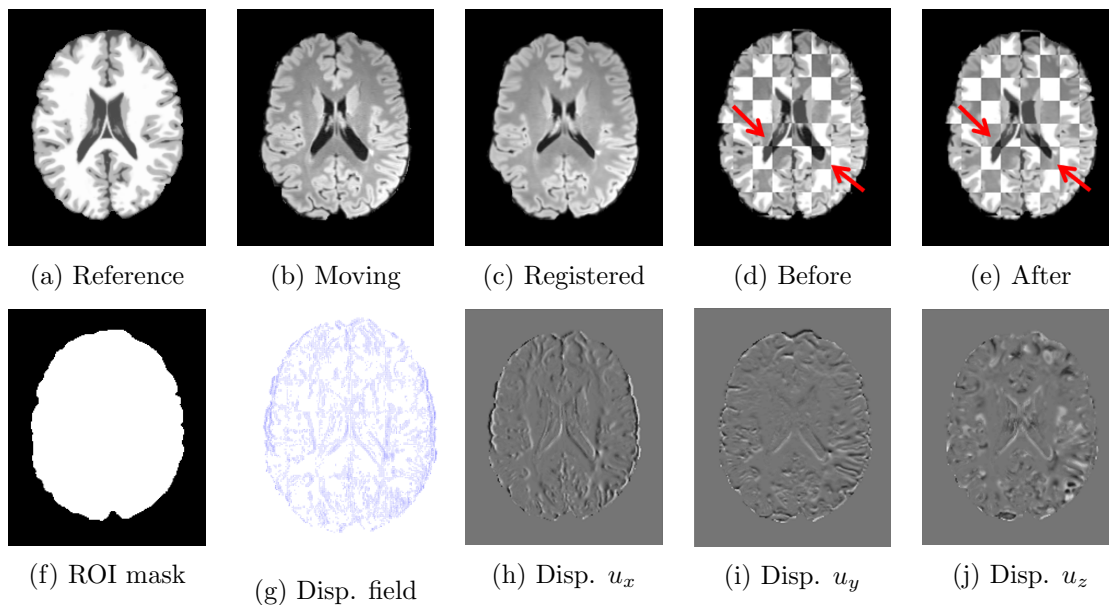 (a) Reference
(b) Moving
(c) Registered
(d) Before
(e) After
(f) ROI mask
(g) Disp. field
(h) Disp. u_x
(i) Disp. u_y
(j) Disp. u_z